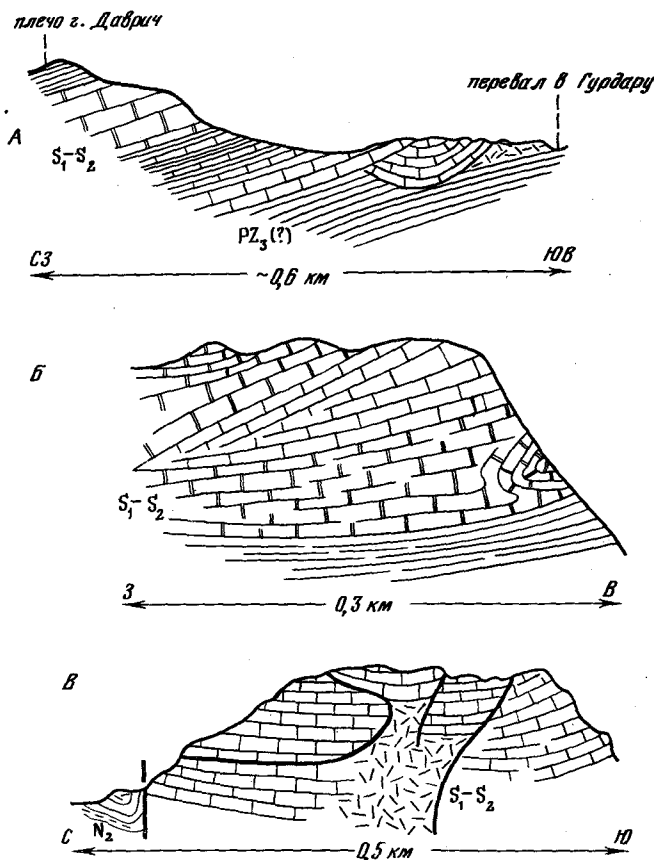 плечо г. Даврич
перевал в Гурдару
А
S₁-S₂
PZ₃(?)
СЗ
ЮВ
~0,6 км
Б
S₁-S₂
З
В
0,3 км
В
S₁-S₂
N₂
С
Ю
0,5 км